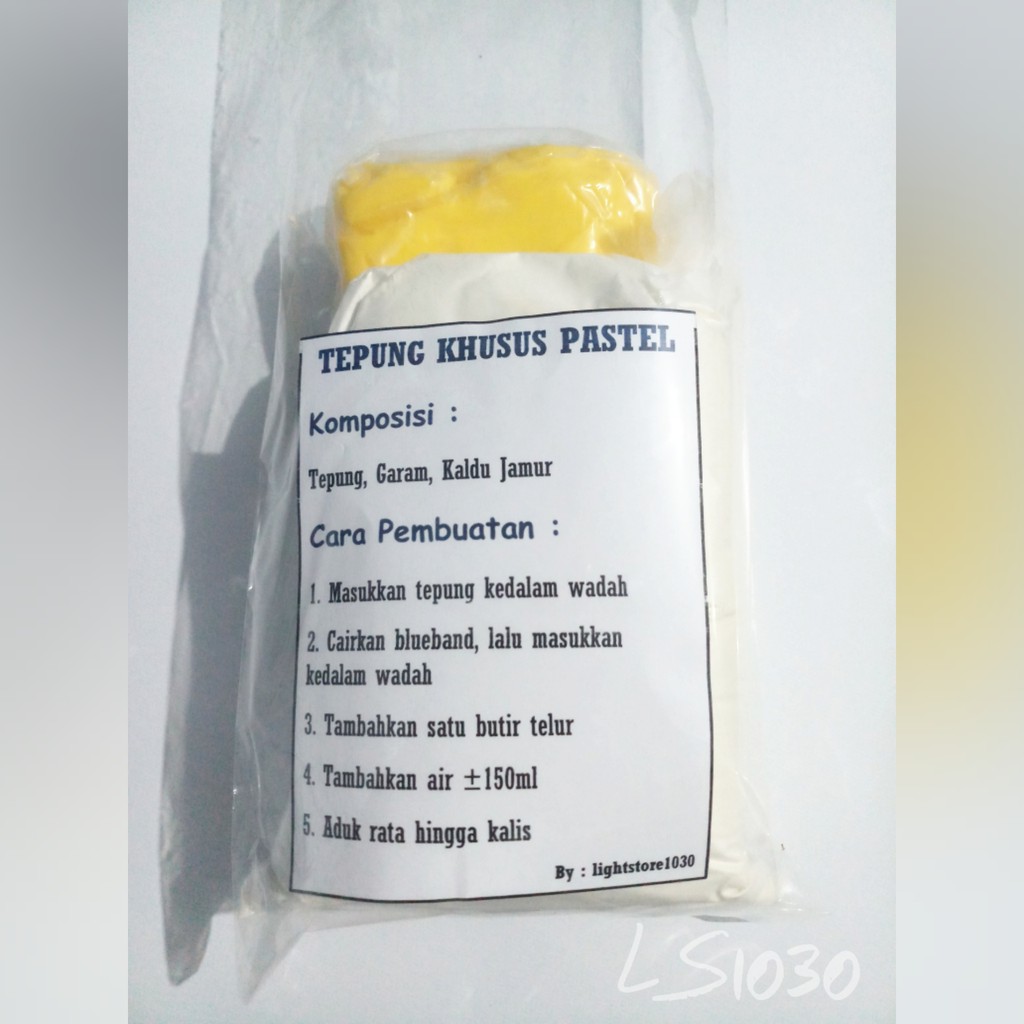 TEPUNG KHUSUS PASTEL
Komposisi :
Tepung, Garam, Kaldu Jamur
Cara Pembuatan :
1. Masukkan tepung kedalam wadah
2. Cairkan blueband, lalu masukkan
kedalam wadah
3. Tambahkan satu butir telur
4. Tambahkan air ±150ml
5. Aduk rata hingga kalis
By : lightstore1030
LS1030